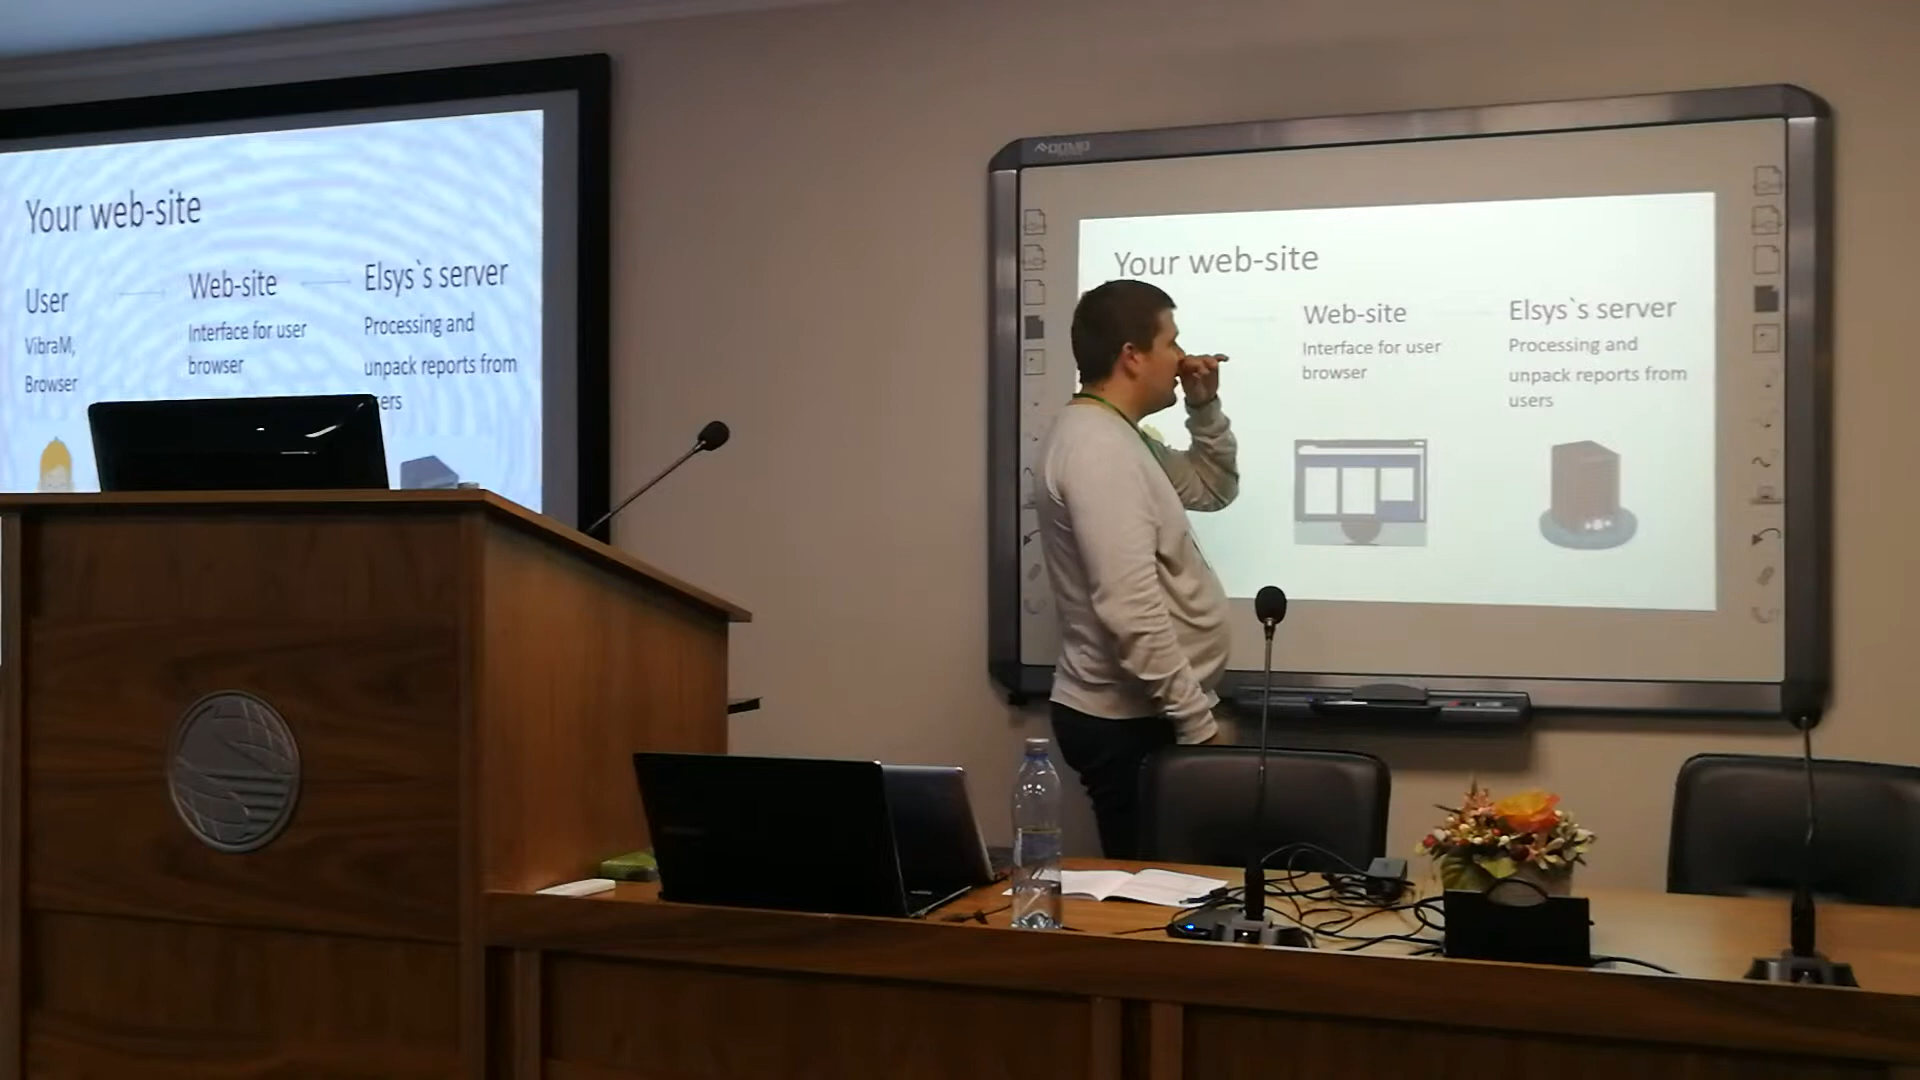 Your web-site
User
VibraM,
Browser
Web-site
Interface for user
browser
Elsys`s server
Processing and
unpack reports from
sers
Your web-site
Web-site
Interface for user
browser
Elsys`s server
Processing and
unpack reports from
users